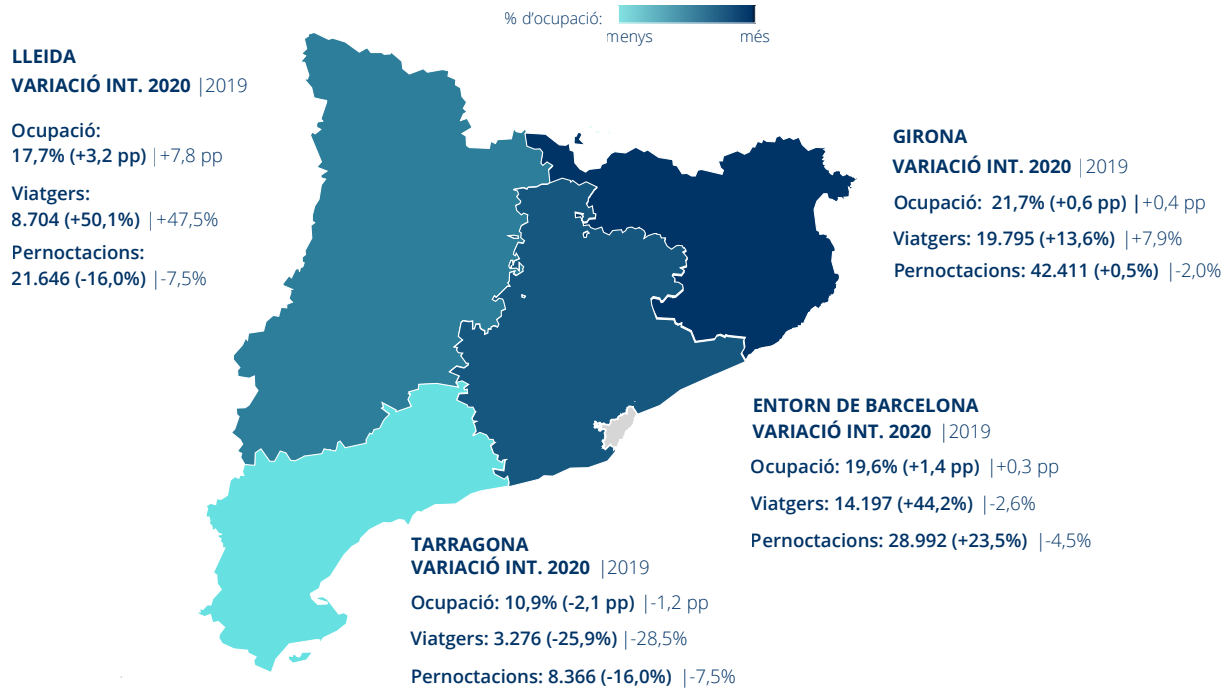 % d'ocupació:
menys més
LLEIDA
VARIACIÓ INT. 2020 |2019
Ocupació:
17,7% (+3,2 pp) |+7,8 pp
Viatgers:
8.704 (+50,1%) |+47,5%
Pernoctacions:
21.646 (-16,0%) |-7,5%
GIRONA
VARIACIÓ INT. 2020 |2019
Ocupació: 21,7% (+0,6 pp) |+0,4 pp
Viatgers: 19.795 (+13,6%) |+7,9%
Pernoctacions: 42.411 (+0,5%) |-2,0%
ENTORN DE BARCELONA
VARIACIÓ INT. 2020 |2019
Ocupació: 19,6% (+1,4 pp) |+0,3 pp
Viatgers: 14.197 (+44,2%) |-2,6%
Pernoctacions: 28.992 (+23,5%) |-4,5%
TARRAGONA
VARIACIÓ INT. 2020 |2019
Ocupació: 10,9% (-2,1 pp) |-1,2 pp
Viatgers: 3.276 (-25,9%) |-28,5%
Pernoctacions: 8.366 (-16,0%) |-7,5%